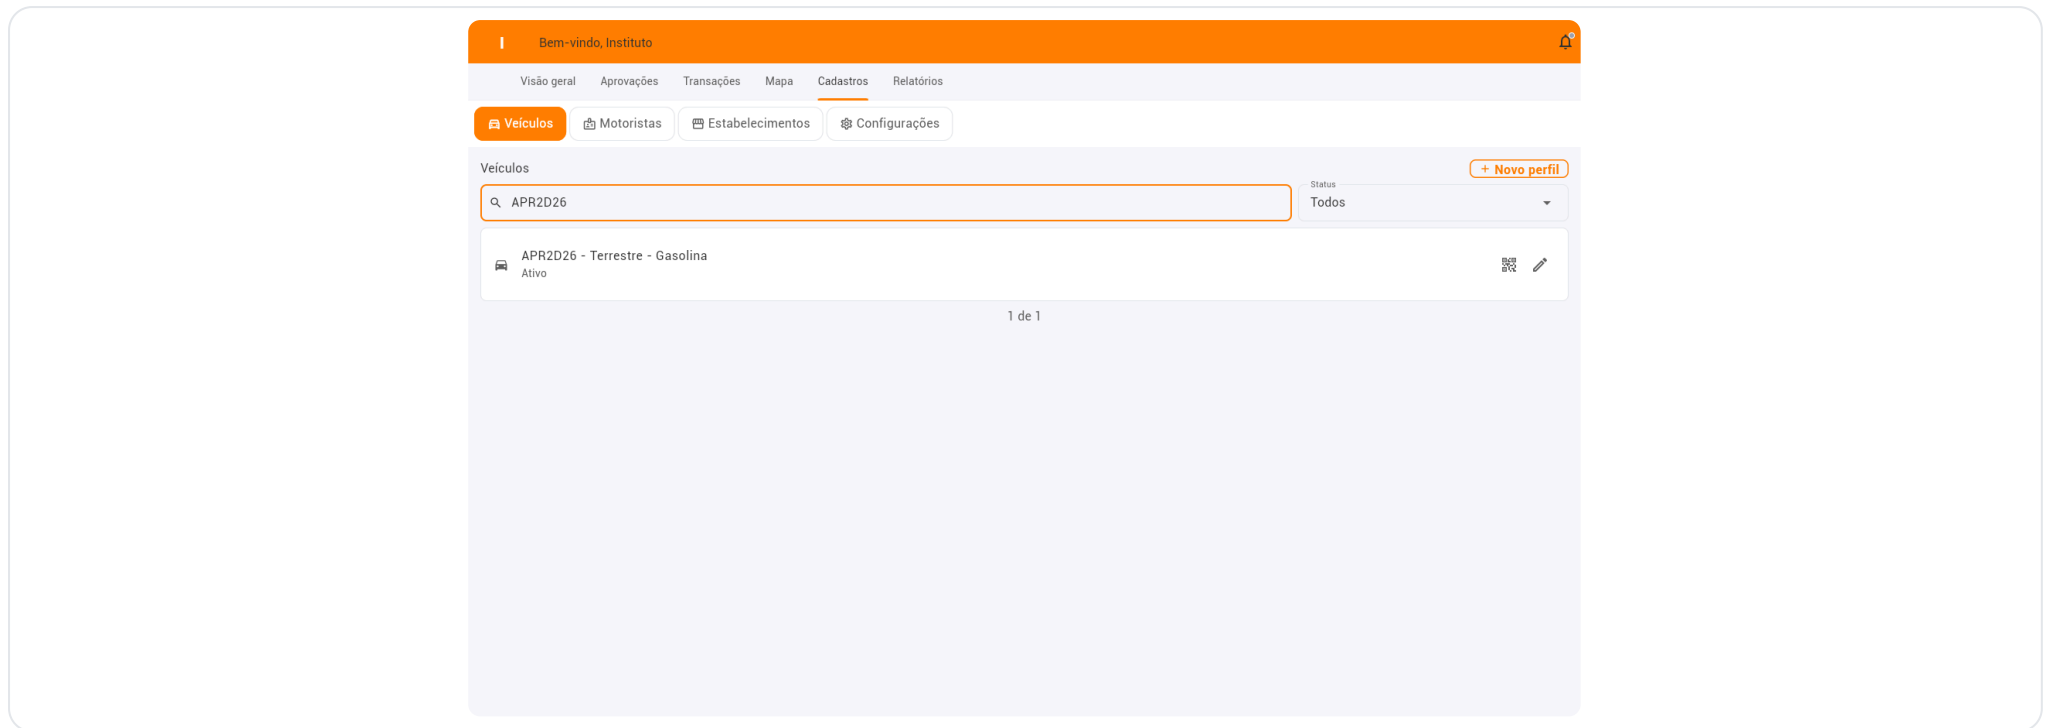 I Bem-vindo, Instituto
Visão geral Aprovações Transações Mapa Cadastros Relatórios
Veículos Motoristas Estabelecimentos Configurações
Veículos + Novo perfil
Status
APR2D26 Todos
APR2D26 - Terrestre - Gasolina
Ativo
1 de 1